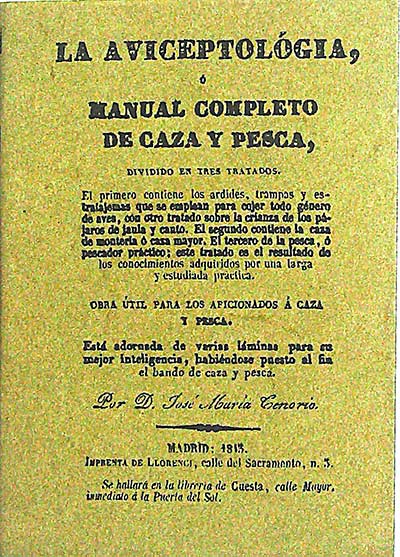 LA AVICEPTOLÓGIA,
ó
MANUAL COMPLETO
DE CAZA Y PESCA,
DIVIDIDO EN TRES TRATADOS.
El primero contiene los ardides, trampas y es-
tratajemas que se emplean para cojer todo género
de aves, con otro tratado sobre la crianza de los pá-
jaros de jaula y canto. El segundo contiene la caza
de montería ó caza mayor. El tercero de la pesca, ó
pescador práctico; este tratado es el resultado de
los conocimientos adquiridos por una larga
y estudiada práctica.
OBRA ÚTIL PARA LOS AFICIONADOS Á CAZA
Y PESCA.
Está adornada de varias láminas para su
mejor inteligencia, habiéndose puesto al fin
el bando de caza y pesca.
Por D. José María Tenorio.
MADRID: 1843.
IMPRENTA DE LLORENCI, calle del Sacramento, n. 3.
Se hallará en la librería de Cuesta, calle Mayor,
inmediato á la Puerta del Sol.